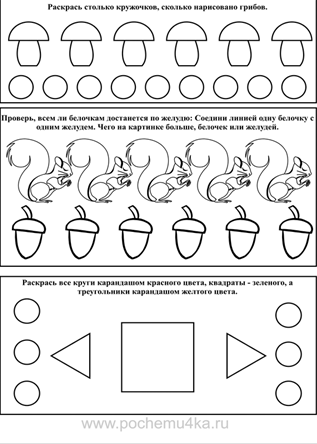 Раскрась столько кружочков, сколько нарисовано грибов.
Проверь, всем ли белочкам достанется по желудю: Соедини линией одну белочку с
одним желудем. Чего на картинке больше, белочек или желудей.
Раскрась все круги карандашом красного цвета, квадраты - зеленого, а
треугольники карандашом желтого цвета.
www.pochemu4ka.ru